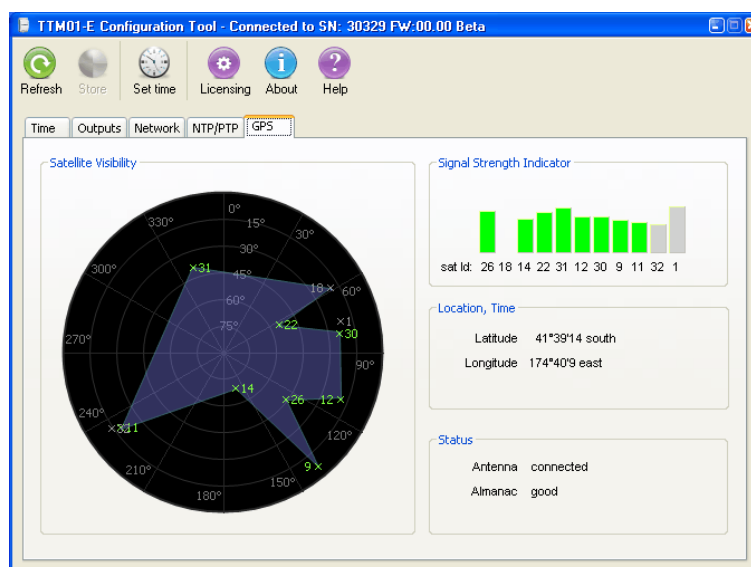 TTM01-E Configuration Tool - Connected to SN: 30329 FW:00.00 Beta
Refresh Store Set time Licensing About Help
Time Outputs Network NTP/PTP GPS
Satellite Visibility
0°
15°
30°
45°
60°
75°
30°
60°
90°
120°
150°
180°
210°
240°
270°
300°
330°
31
18
22
1
30
14
26
12
11
9
Signal Strength Indicator
sat Id: 26 18 14 22 31 12 30 9 11 32 1
Location, Time
Latitude 41°39'14 south
Longitude 174°40'9 east
Status
Antenna connected
Almanac good